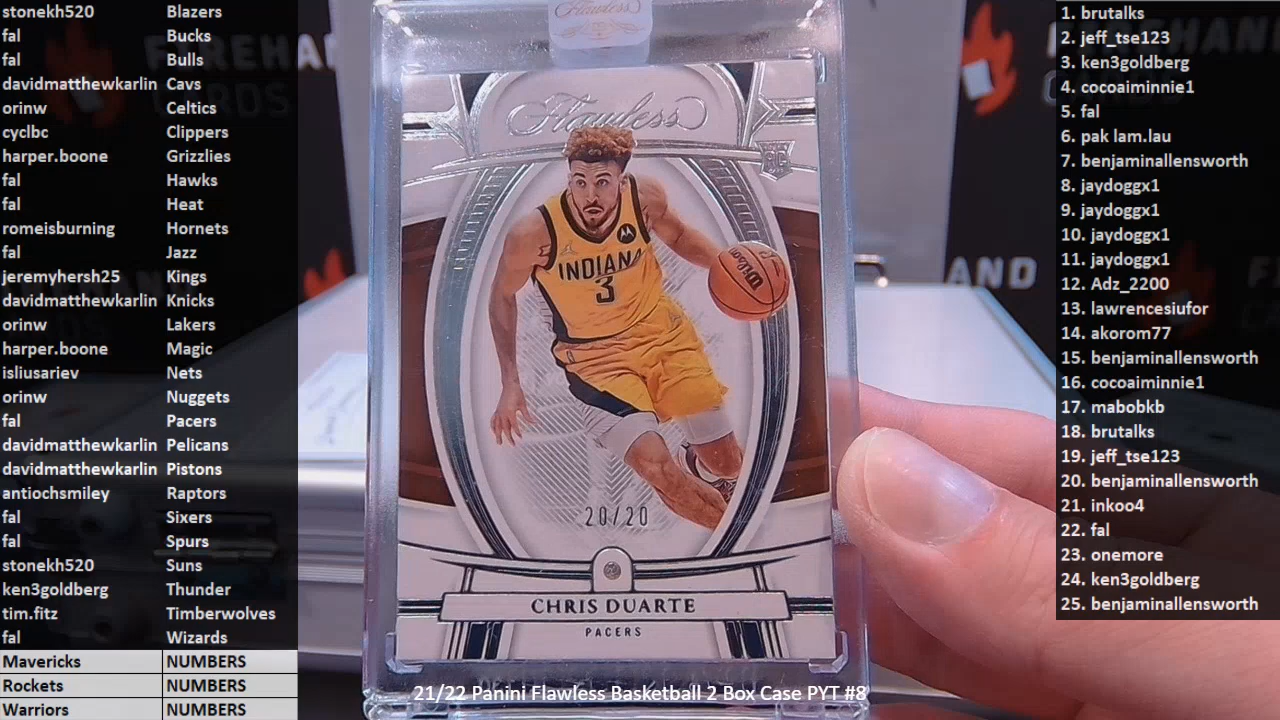 stonekh520 Blazers
fal Bucks
fal Bulls
davidmatthewkarlin Cavs
orinw Celtics
cyclbc Clippers
harper.boone Grizzlies
fal Hawks
fal Heat
romeisburning Hornets
fal Jazz
jeremyhersh25 Kings
davidmatthewkarlin Knicks
orinw Lakers
harper.boone Magic
isliusariev Nets
orinw Nuggets
fal Pacers
davidmatthewkarlin Pelicans
davidmatthewkarlin Pistons
antiochsmiley Raptors
fal Sixers
fal Spurs
stonekh520 Suns
ken3goldberg Thunder
tim.fitz Timberwolves
fal Wizards
Mavericks NUMBERS
Rockets NUMBERS
Warriors NUMBERS
Flawless
Flawless
RC
Wilson
INDIANA
3
20/20
CHRIS DUARTE
PACERS
21/22 Panini Flawless Basketball 2 Box Case PYT #8
1. brutalks
2. jeff_tse123
3. ken3goldberg
4. cocoaiminnie1
5. fal
6. pak lam.lau
7. benjaminallensworth
8. jaydoggx1
9. jaydoggx1
10. jaydoggx1
11. jaydoggx1
12. Adz_2200
13. lawrencesiufor
14. akorom77
15. benjaminallensworth
16. cocoaiminnie1
17. mabobkb
18. brutalks
19. jeff_tse123
20. benjaminallensworth
21. inkoo4
22. fal
23. onemore
24. ken3goldberg
25. benjaminallensworth